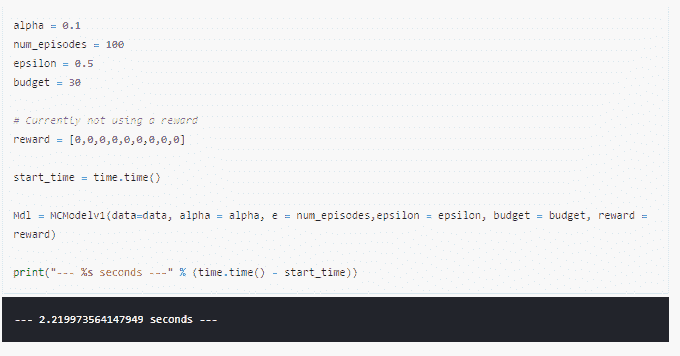 alpha = 0.1
num_episodes = 100
epsilon = 0.5
budget = 30
# Currently not using a reward
reward = [0,0,0,0,0,0,0,0,0]
start_time = time.time()
Mdl = MCModelv1(data=data, alpha = alpha, e = num_episodes,epsilon = epsilon, budget = budget, reward =
reward)
print("--- %s seconds ---" % (time.time() - start_time))
--- 2.219973564147949 seconds ---